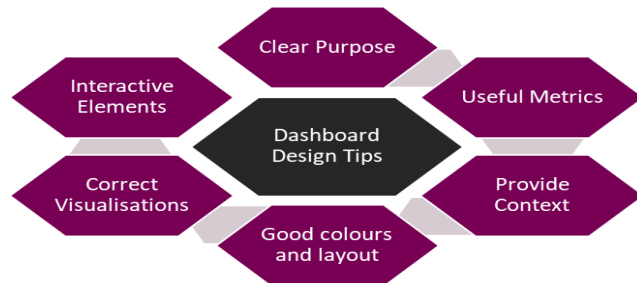 Clear Purpose
Interactive
Elements
Useful Metrics
Dashboard
Design Tips
Correct
Visualisations
Provide
Context
Good colours
and layout